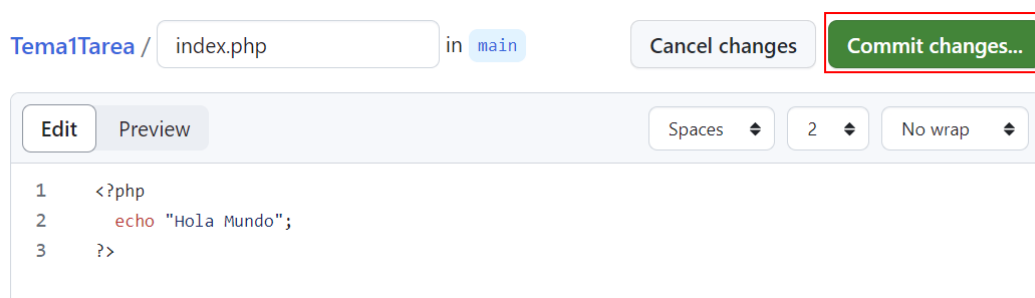 Tema1Tarea / index.php in main Cancel changes Commit changes...
Edit Preview Spaces 2 No wrap
1 <?php
2 echo "Hola Mundo";
3 ?>